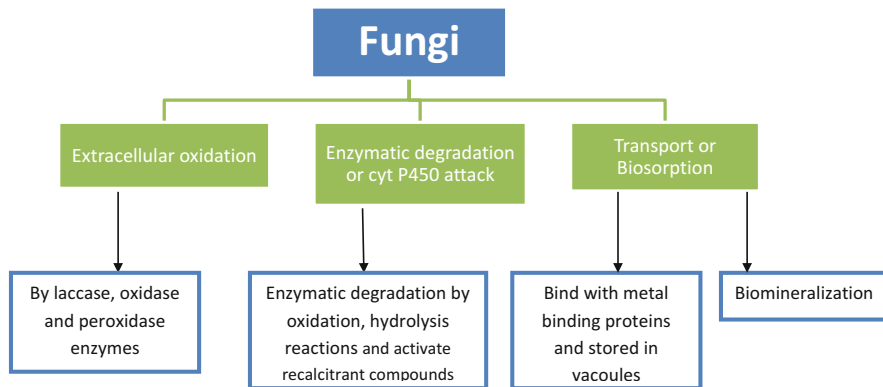 Fungi
Extracellular oxidation
Enzymatic degradation
or cyt P450 attack
Transport or
Biosorption
By laccase, oxidase
and peroxidase
enzymes
Enzymatic degradation by
oxidation, hydrolysis
reactions and activate
recalcitrant compounds
Bind with metal
binding proteins
and stored in
vacoules
Biomineralization